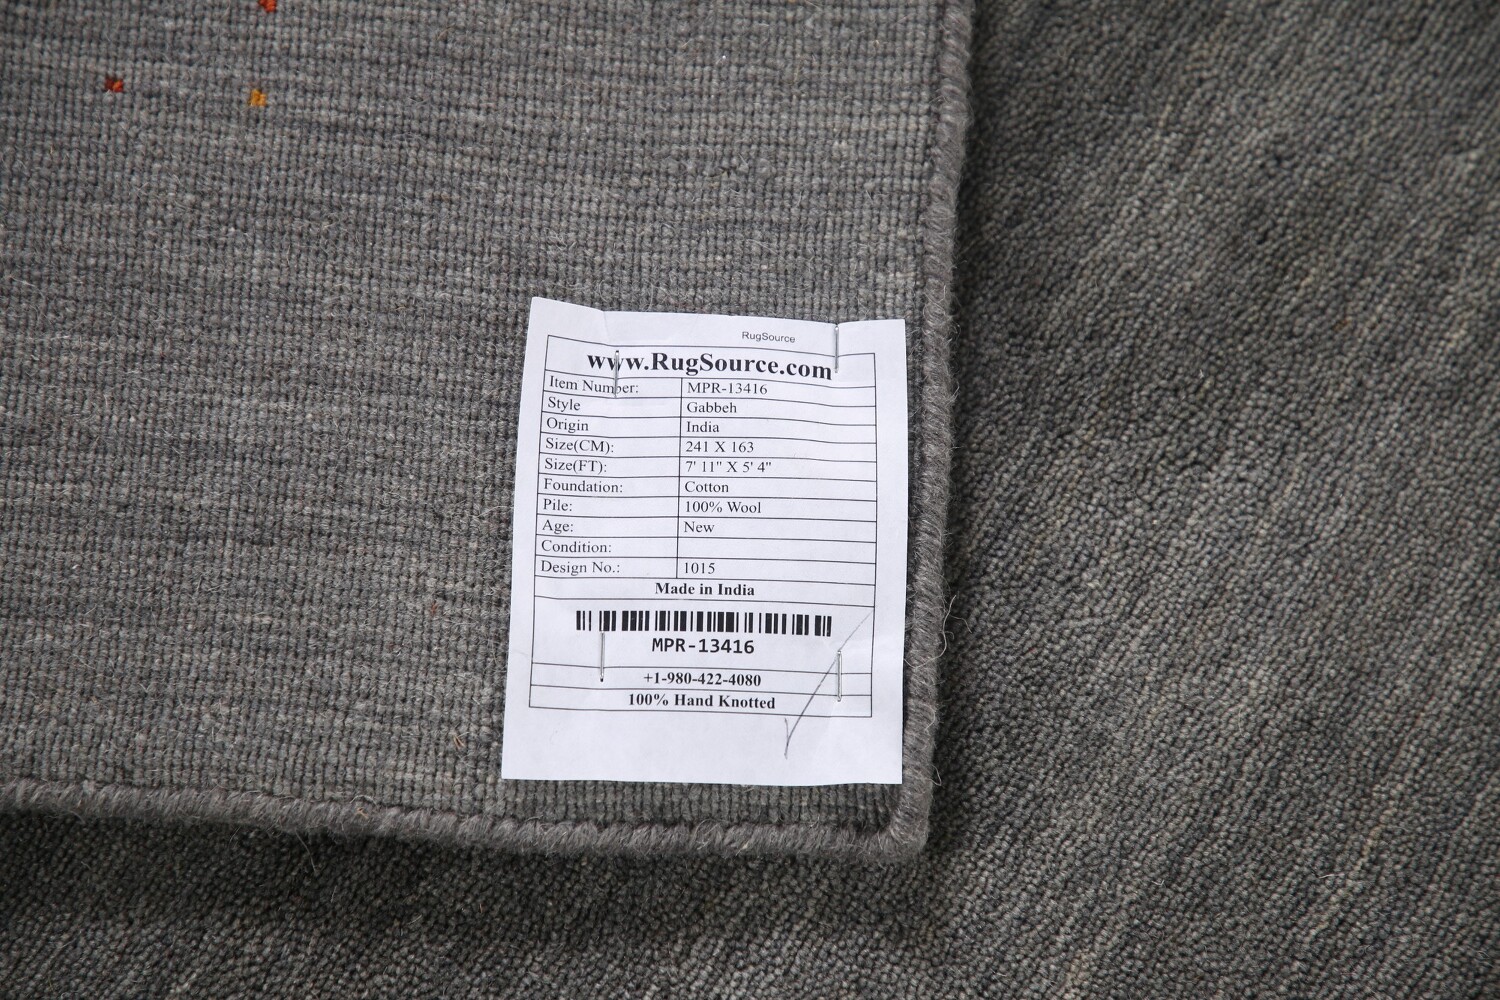 RugSource
www.RugSource.com
Item Number: MPR-13416
Style Gabbeh
Origin India
Size(CM): 241 X 163
Size(FT): 7' 11" X 5' 4"
Foundation: Cotton
Pile: 100% Wool
Age: New
Condition:
Design No.: 1015
Made in India
MPR-13416
+1-980-422-4080
100% Hand Knotted